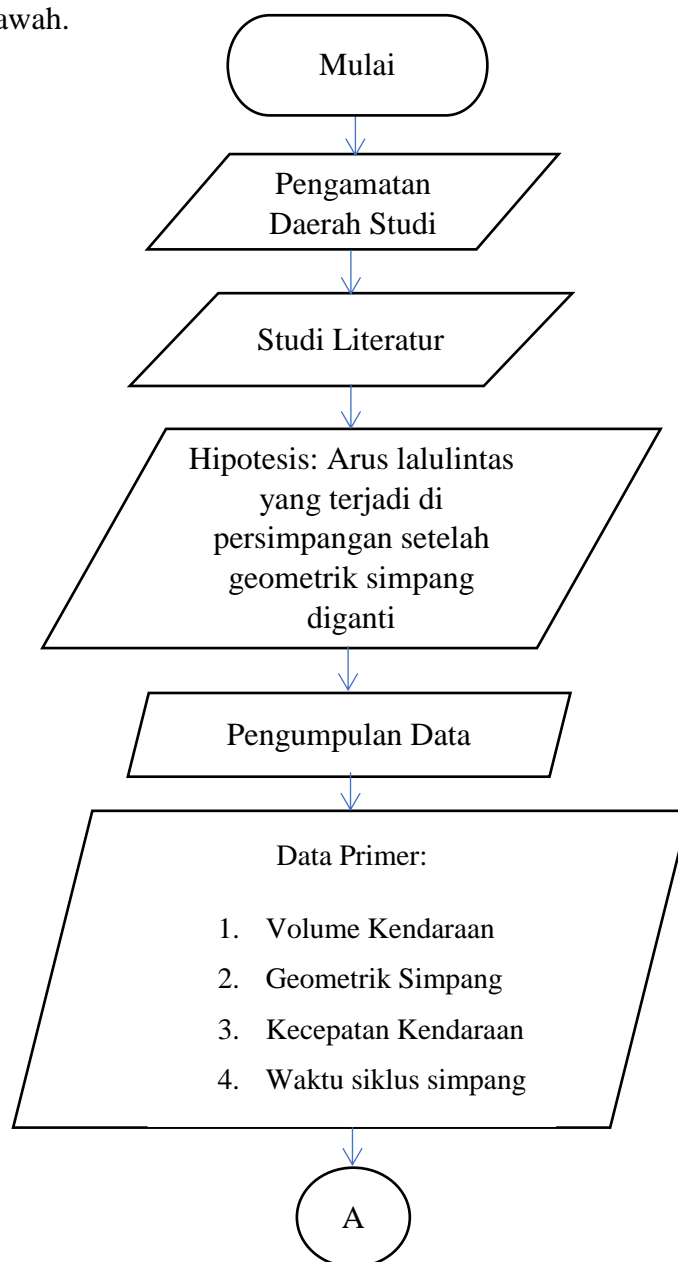 awah.
Mulai
Pengamatan
Daerah Studi
Studi Literatur
Hipotesis: Arus lalulintas
yang terjadi di
persimpangan setelah
geometrik simpang
diganti
Pengumpulan Data
Data Primer:
1. Volume Kendaraan
2. Geometrik Simpang
3. Kecepatan Kendaraan
4. Waktu siklus simpang
A